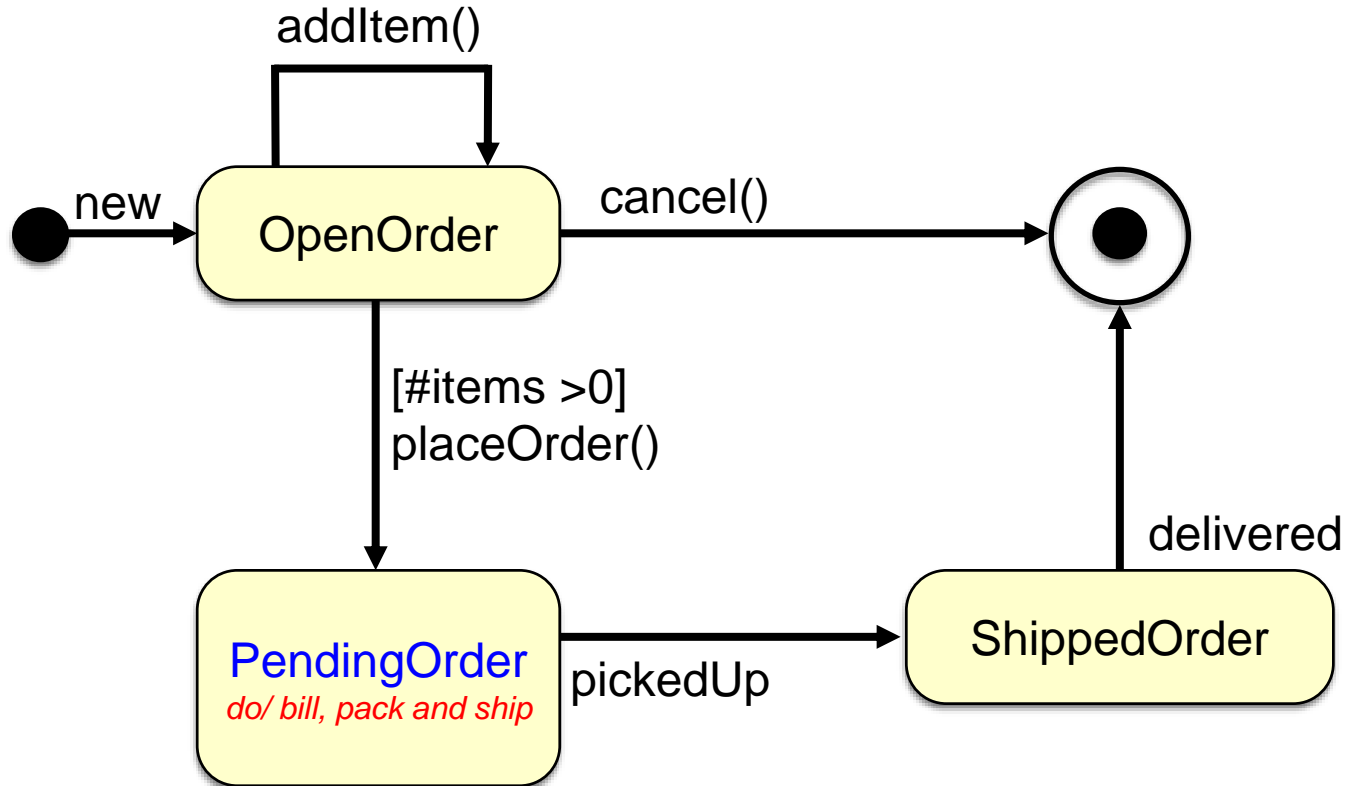 addItem()
new
OpenOrder
cancel()
[#items >0]
placeOrder()
delivered
PendingOrder
do/ bill, pack and ship
pickedUp
ShippedOrder